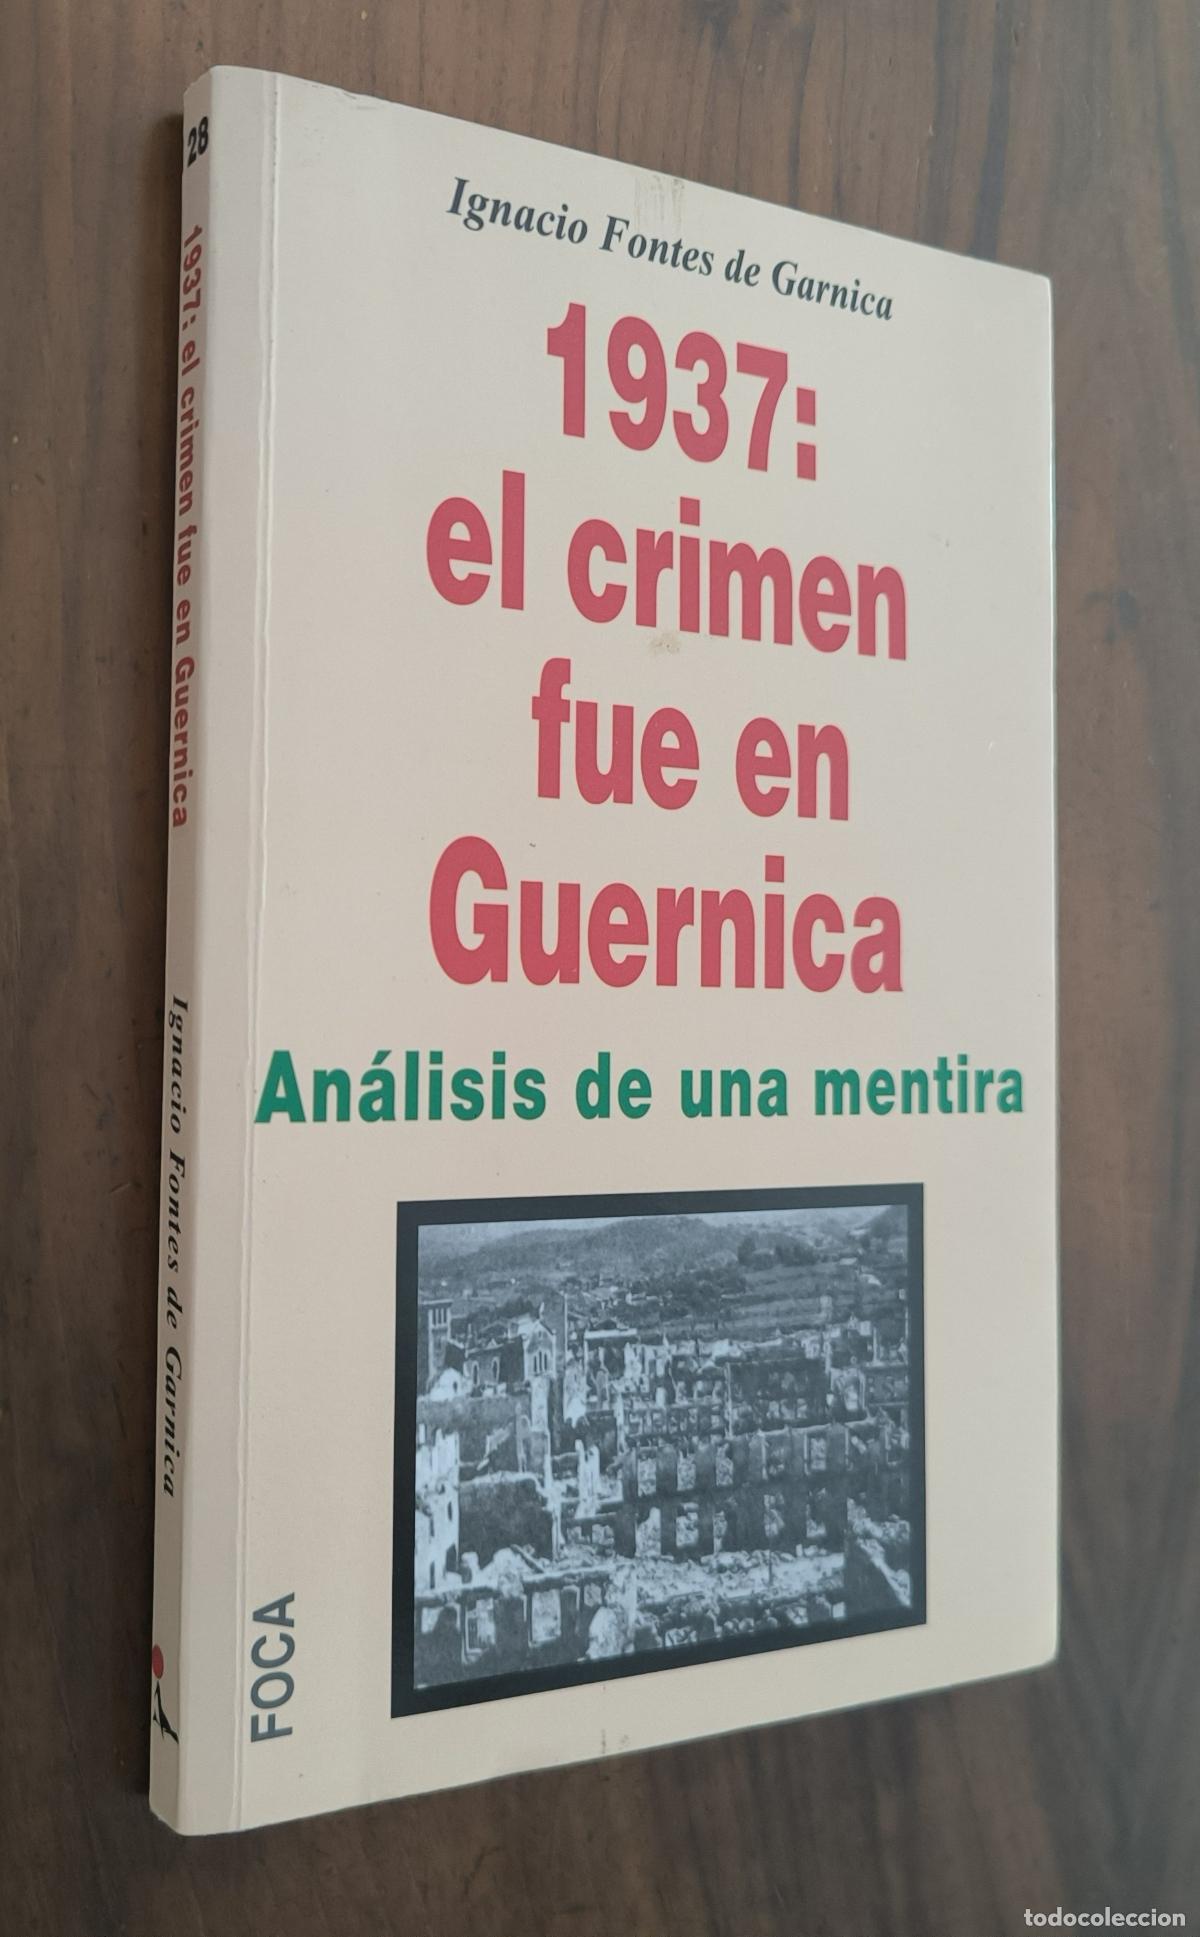 Ignacio Fontes de Garnica
1937:
el crimen
fue en
Guernica
Análisis de una mentira
FOCA
28
1937: el crimen fue en Guernica
Ignacio Fontes de Garnica
todocoleccion